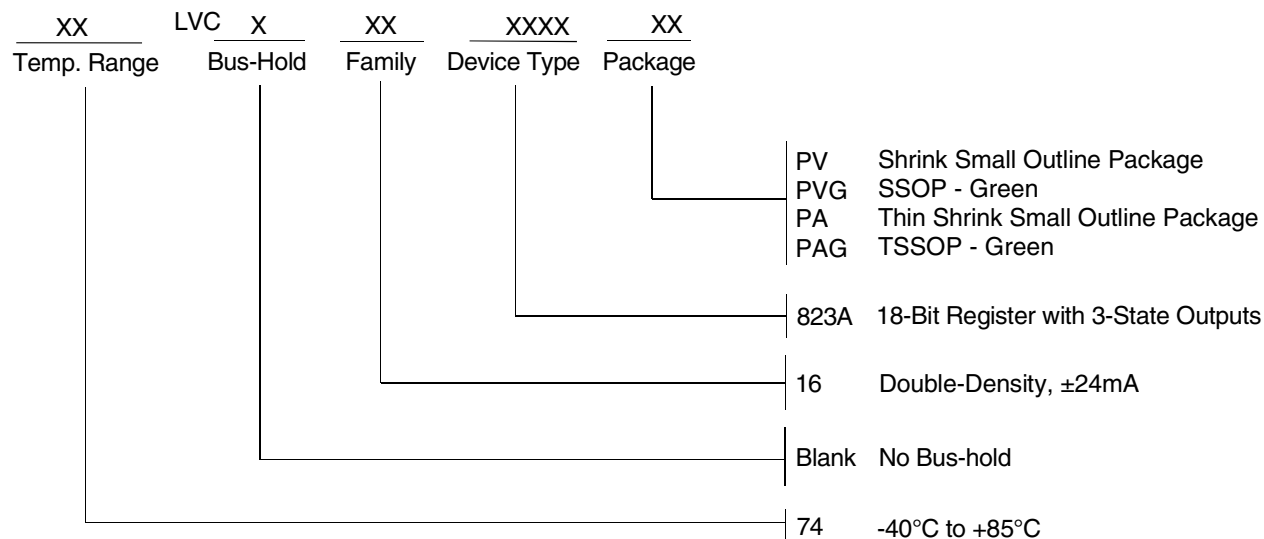 XX LVC X XX XXXX XX
Temp. Range Bus-Hold Family Device Type Package
PV Shrink Small Outline Package
PVG SSOP - Green
PA Thin Shrink Small Outline Package
PAG TSSOP - Green
823A 18-Bit Register with 3-State Outputs
16 Double-Density, ±24mA
Blank No Bus-hold
74 -40°C to +85°C